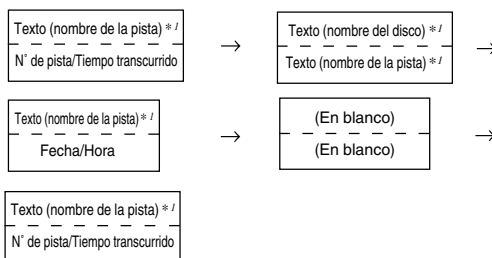 Texto (nombre de la pista) *1
N° de pista/Tiempo transcurrido
→
Texto (nombre del disco) *1
Texto (nombre de la pista) *1
→
Texto (nombre de la pista) *1
Fecha/Hora
→
(En blanco)
(En blanco)
→
Texto (nombre de la pista) *1
N° de pista/Tiempo transcurrido